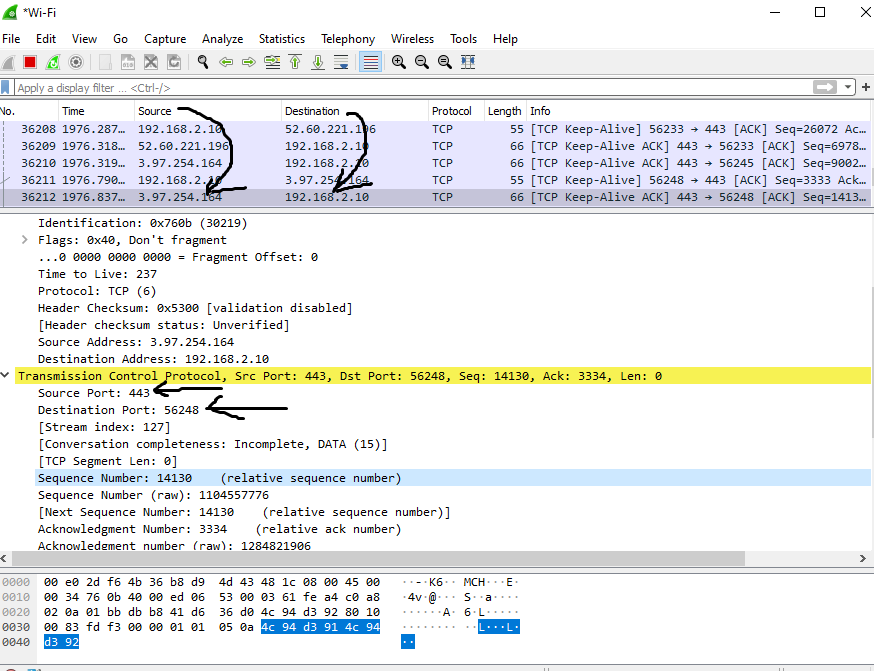 *Wi-Fi
File Edit View Go Capture Analyze Statistics Telephony Wireless Tools Help
Apply a display filter ... <Ctrl-/>
No. Time Source Destination Protocol Length Info
36208 1976.287… 192.168.2.10 52.60.221.196 TCP 55 [TCP Keep-Alive] 56233 → 443 [ACK] Seq=26072 Ac…
36209 1976.318… 52.60.221.196 192.168.2.10 TCP 66 [TCP Keep-Alive ACK] 443 → 56233 [ACK] Seq=6978…
36210 1976.319… 3.97.254.164 192.168.2.10 TCP 66 [TCP Keep-Alive ACK] 443 → 56245 [ACK] Seq=9002…
36211 1976.790… 192.168.2.10 3.97.254.164 TCP 55 [TCP Keep-Alive] 56248 → 443 [ACK] Seq=3333 Ack…
36212 1976.837… 3.97.254.164 192.168.2.10 TCP 66 [TCP Keep-Alive ACK] 443 → 56248 [ACK] Seq=1413…
Identification: 0x760b (30219)
Flags: 0x40, Don't fragment
...0 0000 0000 0000 = Fragment Offset: 0
Time to Live: 237
Protocol: TCP (6)
Header Checksum: 0x5300 [validation disabled]
[Header checksum status: Unverified]
Source Address: 3.97.254.164
Destination Address: 192.168.2.10
Transmission Control Protocol, Src Port: 443, Dst Port: 56248, Seq: 14130, Ack: 3334, Len: 0
Source Port: 443
Destination Port: 56248
[Stream index: 127]
[Conversation completeness: Incomplete, DATA (15)]
[TCP Segment Len: 0]
Sequence Number: 14130 (relative sequence number)
Sequence Number (raw): 1104557776
[Next Sequence Number: 14130 (relative sequence number)]
Acknowledgment Number: 3334 (relative ack number)
Acknowledgment number (raw): 1284821906
0000 00 e0 2d f6 4b 36 b8 d9 4d 43 48 1c 08 00 45 00 ··-·K6·· MCH···E·
0010 00 34 76 0b 40 00 ed 06 53 00 03 61 fe a4 c0 a8 ·4v·@··· S··a····
0020 02 0a 01 bb db b8 41 d6 36 d0 4c 94 d3 92 80 10 ······A· 6·L·····
0030 00 83 fd f3 00 00 01 01 05 0a 4c 94 d3 91 4c 94 ········ ··L···L·
0040 d3 92 ··